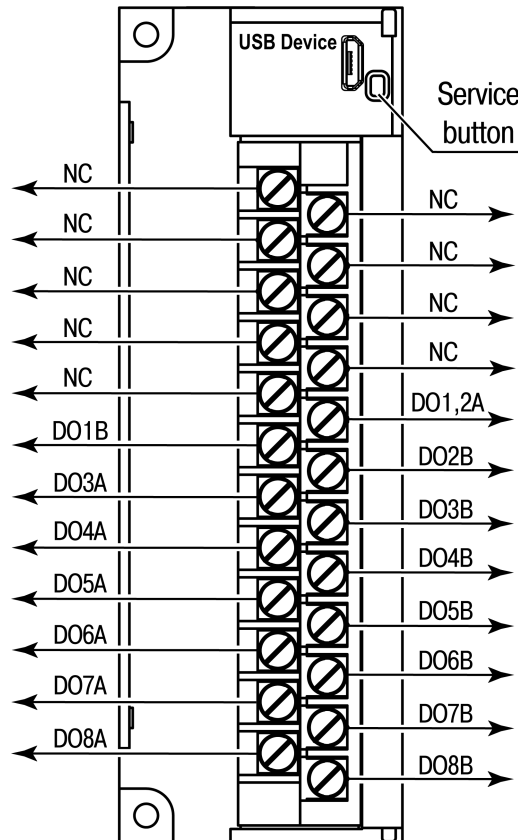 USB Device
Service
button
NC
NC
NC
NC
NC
NC
NC
NC
NC
DO1,2A
DO1B
DO2B
DO3A
DO3B
DO4A
DO4B
DO5A
DO5B
DO6A
DO6B
DO7A
DO7B
DO8A
DO8B